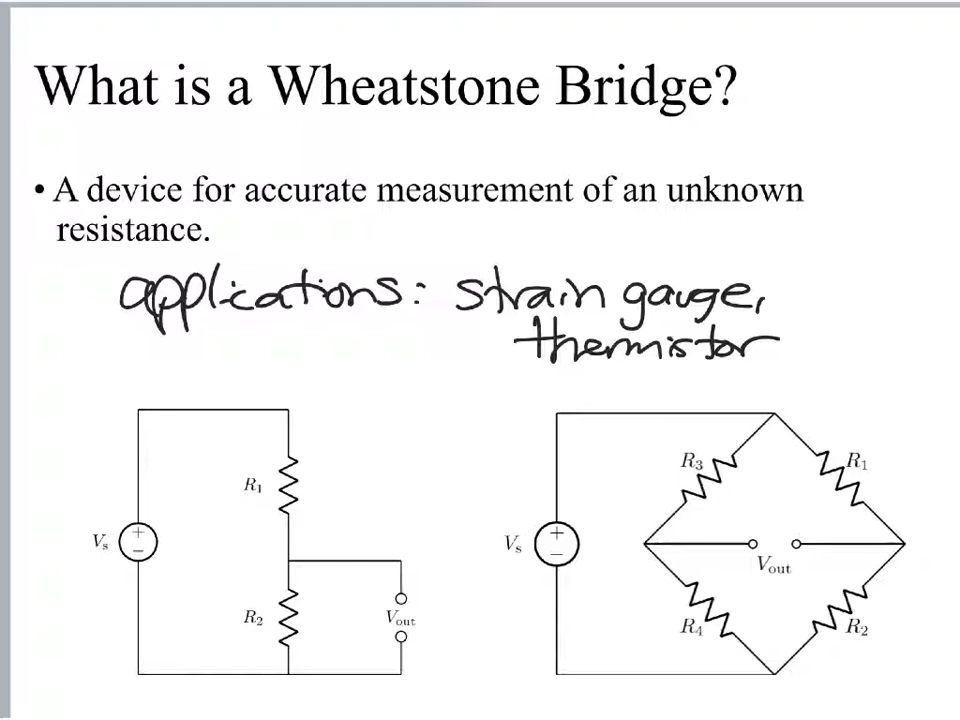 What is a Wheatstone Bridge?
• A device for accurate measurement of an unknown
resistance.
applications: strain gauge,
thermistor
R1
Vs
+
−
R2
Vout
R3
R1
Vs
+
−
Vout
R4
R2